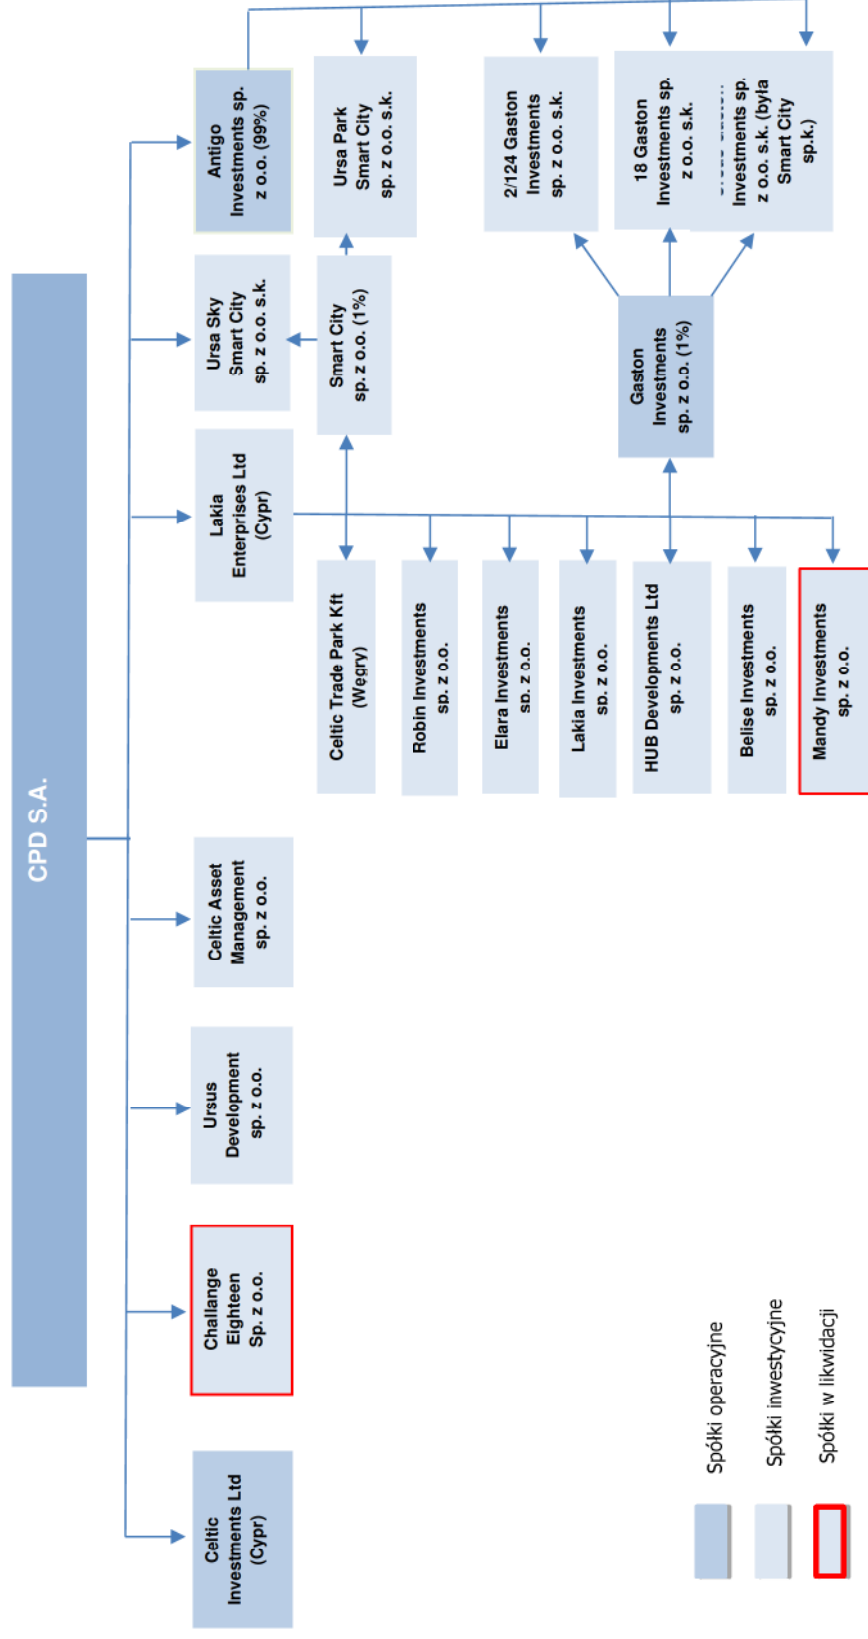 CPD S.A.
Celtic
Investments Ltd
(Cypr)
Challange
Eighteen
Sp. z o.o.
Ursus
Development
sp. z o.o.
Celtic Asset
Management
sp. z o.o.
Lakia
Enterprises Ltd
(Cypr)
Ursa Sky
Smart City
sp. z o.o. s.k.
Antigo
Investments sp.
z o.o. (99%)
Celtic Trade Park Kft
(Węgry)
Robin Investments
sp. z o.o.
Elara Investments
sp. z o.o.
Lakia Investments
sp. z o.o.
HUB Developments Ltd
sp. z o.o.
Belise Investments
sp. z o.o.
Mandy Investments
sp. z o.o.
Smart City
sp. z o.o. (1%)
Gaston
Investments
sp. z o.o. (1%)
Ursa Park
Smart City
sp. z o.o. s.k.
2/124 Gaston
Investments
sp. z o.o. s.k.
18 Gaston
Investments sp.
z o.o. s.k.
Investments sp.
z o.o. s.k. (była
Smart City
sp.k.)
Spółki operacyjne
Spółki inwestycyjne
Spółki w likwidacji